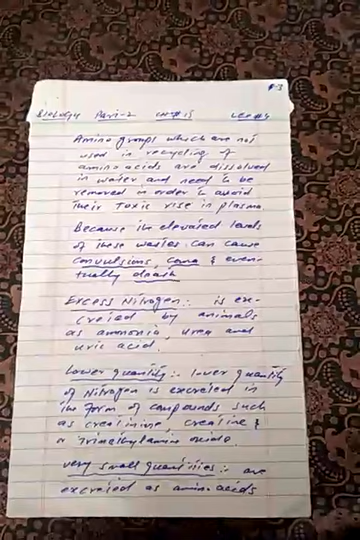 P-3
Biology Part-2 CH#15 Lec#4
Amino groups which are not
used in recycling of
amino acids are dissolved
in water and need to be
removed in order to avoid
their toxic rise in plasma
Because the elevated levels
of these wastes can cause
convulsions, coma & even-
tually death
Excess Nitrogen:- is ex-
creted by animals
as ammonia, urea and
uric acid.
Lower quantity:- lower quantity
of Nitrogen is excreted in
the form of compounds such
as creatinine, creatine &
or Trimethylamine oxide.
very small quantities:- are
excreted as amino acids